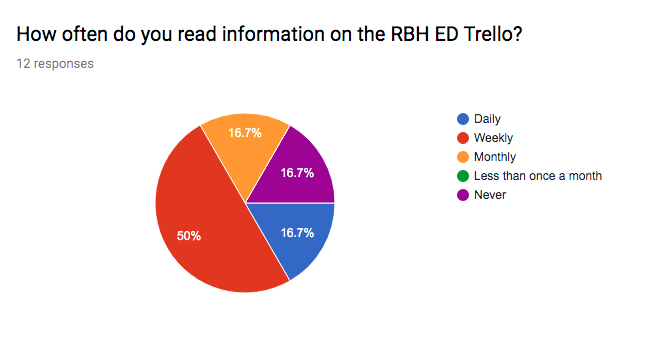 How often do you read information on the RBH ED Trello?
12 responses
16.7%
16.7%
50%
16.7%
Daily
Weekly
Monthly
Less than once a month
Never